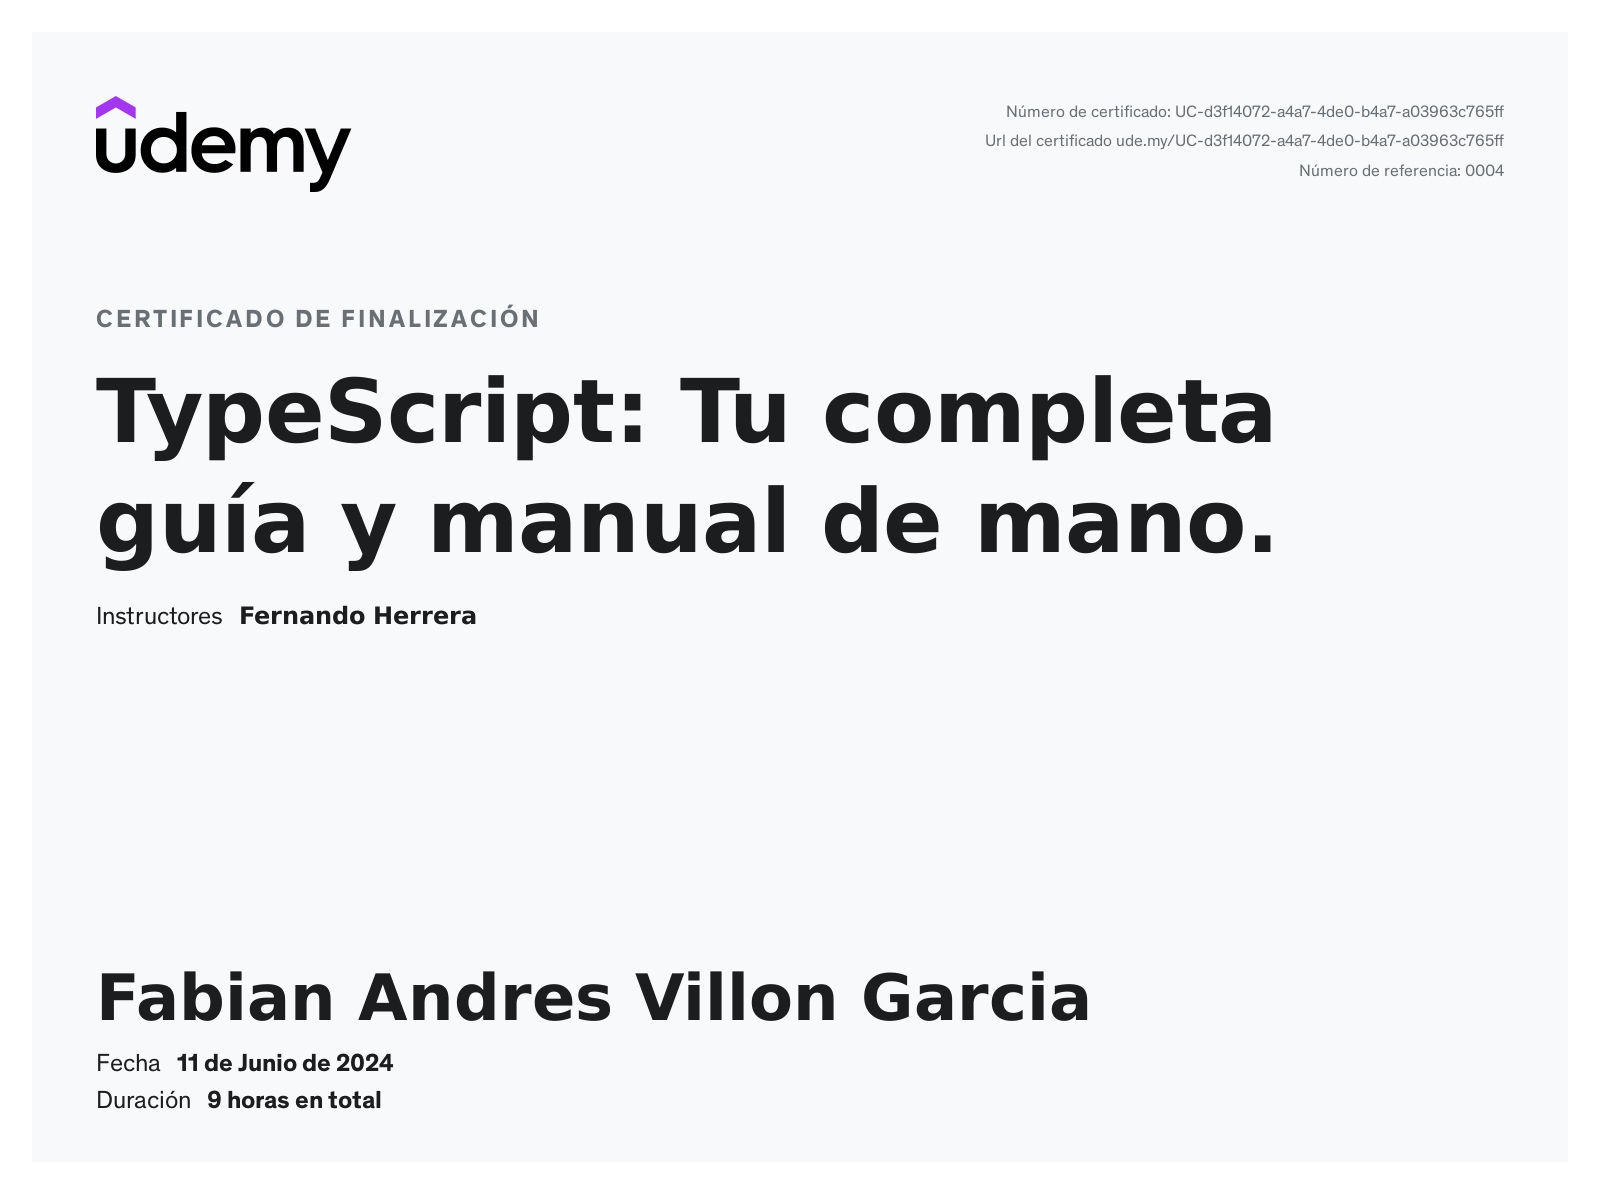 udemy
Número de certificado: UC-d3f14072-a4a7-4de0-b4a7-a03963c765ff
Url del certificado ude.my/UC-d3f14072-a4a7-4de0-b4a7-a03963c765ff
Número de referencia: 0004
CERTIFICADO DE FINALIZACIÓN
TypeScript: Tu completa
guía y manual de mano.
Instructores Fernando Herrera
Fabian Andres Villon Garcia
Fecha 11 de Junio de 2024
Duración 9 horas en total